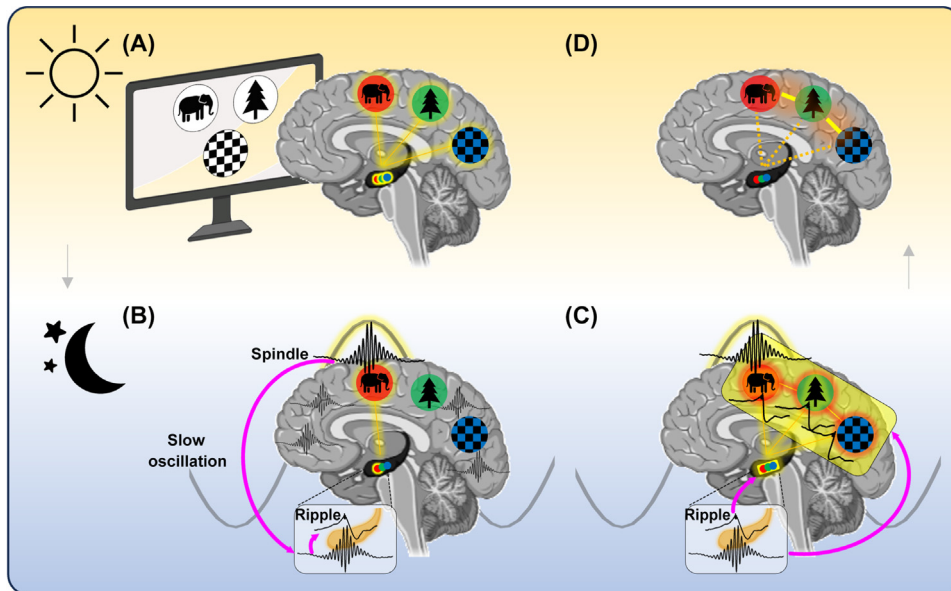 (A)
(D)
(B)
Spindle
Slow
oscillation
Ripple
(C)
Ripple